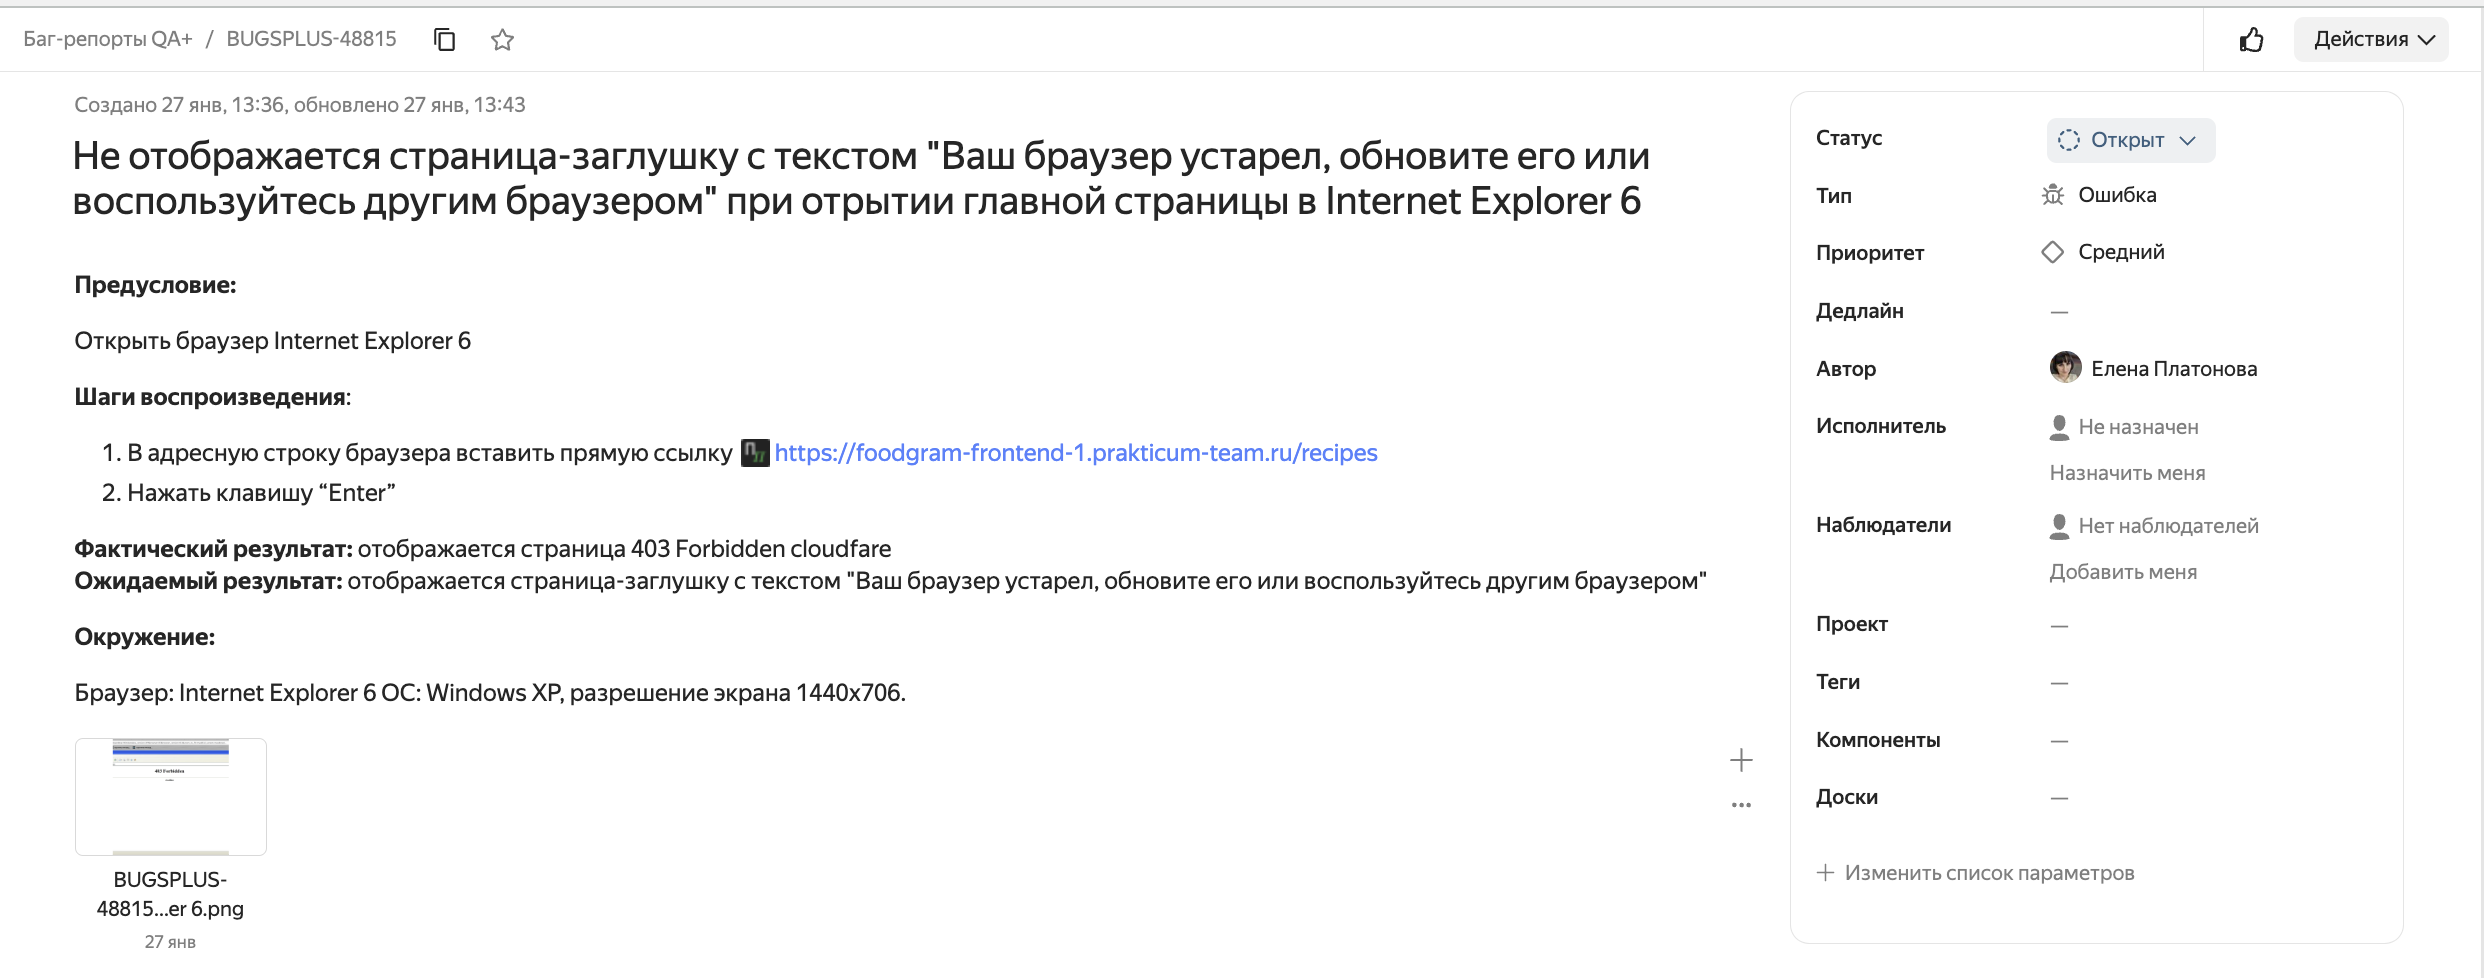 Баг-репорты QA+ / BUGSPLUS-48815
Действия
Создано 27 янв, 13:36, обновлено 27 янв, 13:43
Не отображается страница-заглушку с текстом "Ваш браузер устарел, обновите его или
воспользуйтесь другим браузером" при отрытии главной страницы в Internet Explorer 6
Предусловие:
Открыть браузер Internet Explorer 6
Шаги воспроизведения:
1. В адресную строку браузера вставить прямую ссылку https://foodgram-frontend-1.prakticum-team.ru/recipes
2. Нажать клавишу “Enter”
Фактический результат: отображается страница 403 Forbidden cloudfare
Ожидаемый результат: отображается страница-заглушку с текстом "Ваш браузер устарел, обновите его или воспользуйтесь другим браузером"
Окружение:
Браузер: Internet Explorer 6 ОС: Windows XP, разрешение экрана 1440x706.
403 Forbidden
BUGSPLUS-
48815...er 6.png
27 янв
Статус Открыт
Тип Ошибка
Приоритет Средний
Дедлайн —
Автор Елена Платонова
Исполнитель Не назначен
Назначить меня
Наблюдатели Нет наблюдателей
Добавить меня
Проект —
Теги —
Компоненты —
Доски —
Изменить список параметров